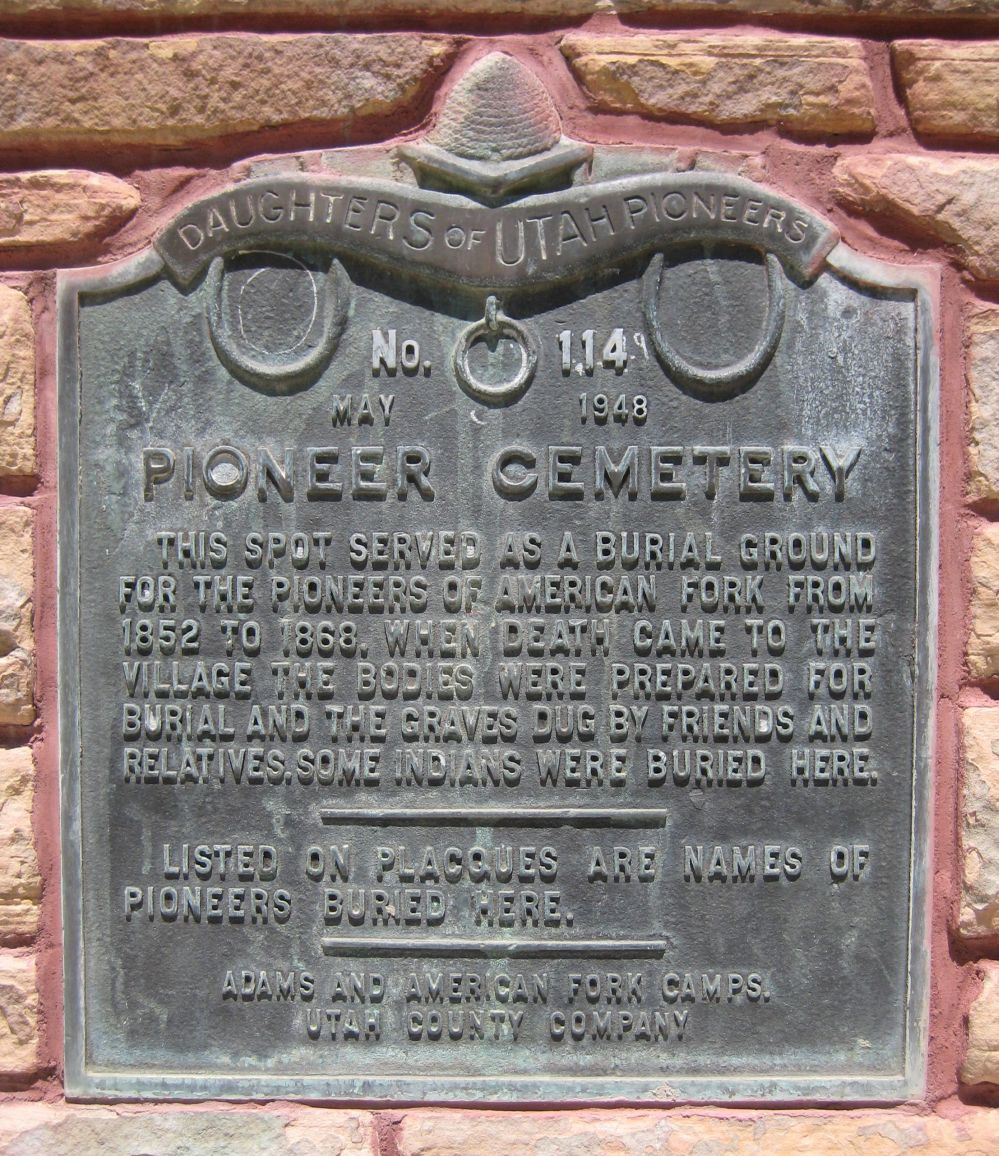 DAUGHTERS OF UTAH PIONEERS
No. 114
MAY 1948
PIONEER CEMETERY
THIS SPOT SERVED AS A BURIAL GROUND
FOR THE PIONEERS OF AMERICAN FORK FROM
1852 TO 1868. WHEN DEATH CAME TO THE
VILLAGE THE BODIES WERE PREPARED FOR
BURIAL AND THE GRAVES DUG BY FRIENDS AND
RELATIVES. SOME INDIANS WERE BURIED HERE.
LISTED ON PLACQUES ARE NAMES OF
PIONEERS BURIED HERE.
ADAMS AND AMERICAN FORK CAMPS.
UTAH COUNTY COMPANY